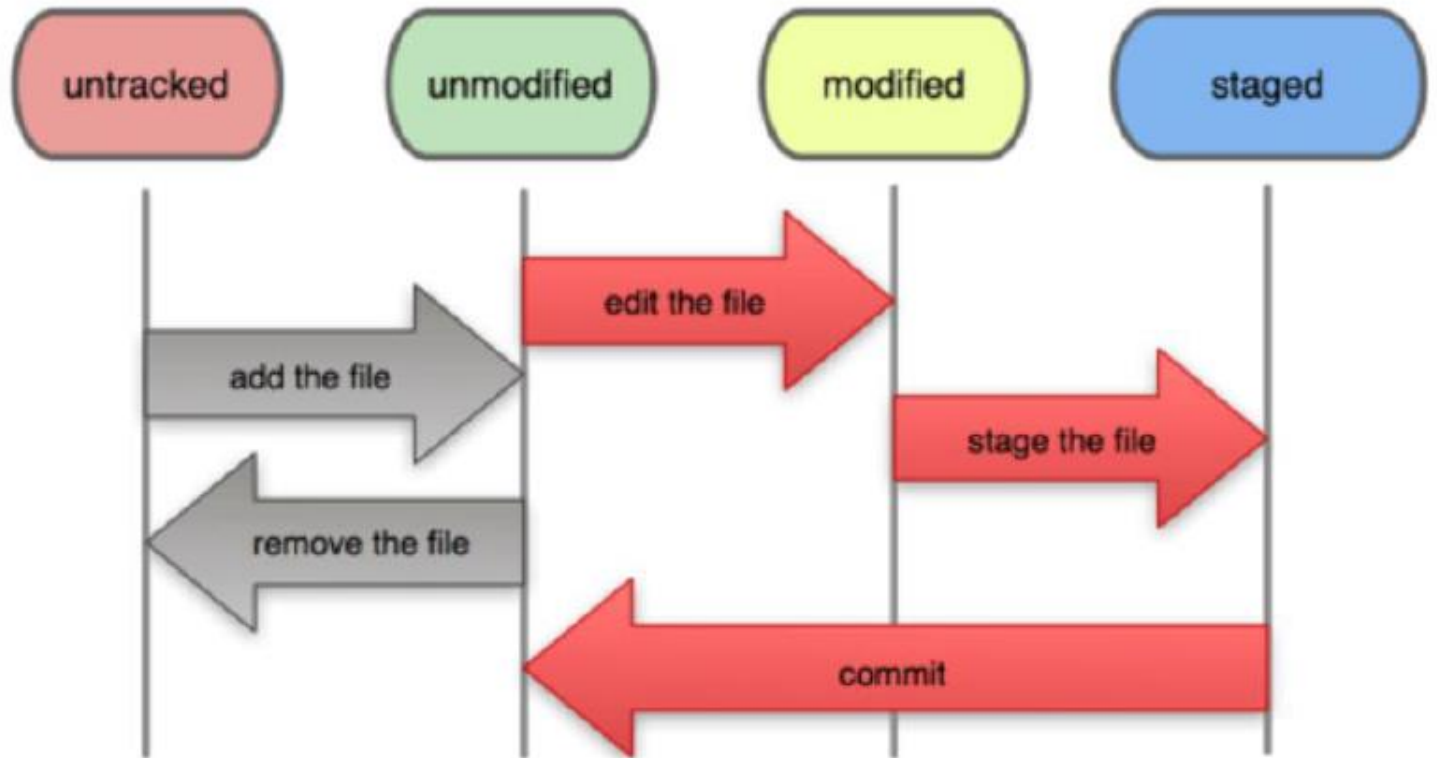 untracked
unmodified
modified
staged
edit the file
add the file
stage the file
remove the file
commit